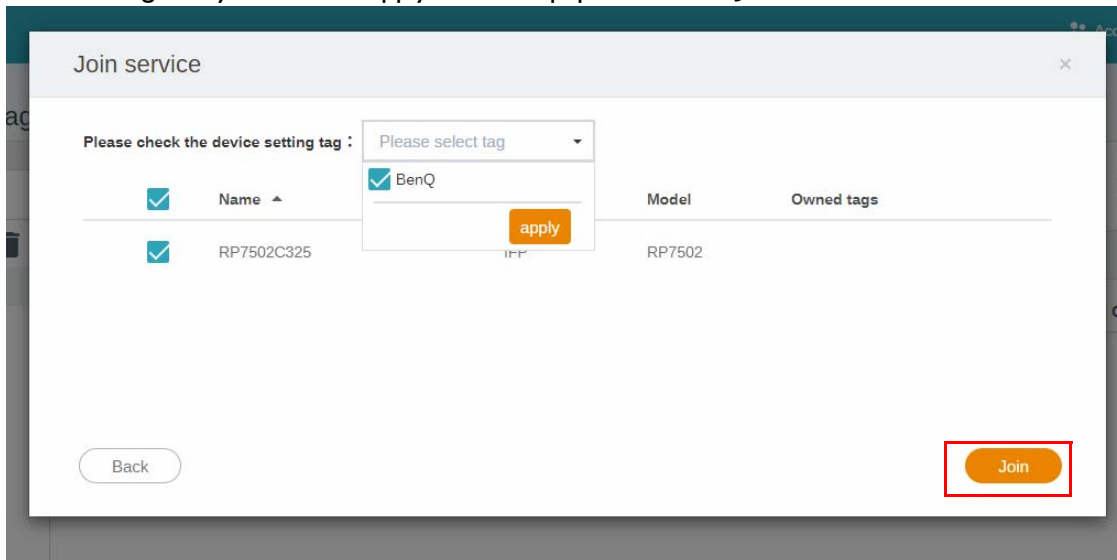 Join service
×
Please check the device setting tag：
Please select tag
BenQ
Name
Model
Owned tags
apply
RP7502C325
RP7502
Back
Join